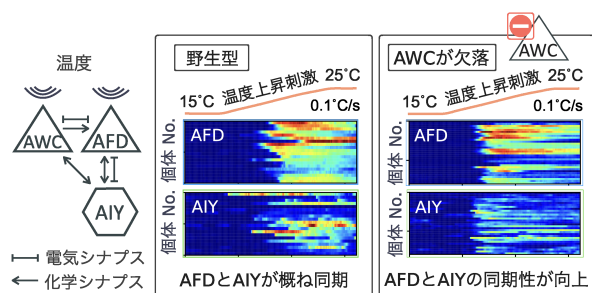 温度
AWC
AFD
AIY
電気シナプス
化学シナプス
野生型
15˚C
温度上昇刺激
25˚C
0.1˚C/s
個体 No.
AFD
個体 No.
AIY
AFDとAIYが概ね同期
AWCが欠落
AWC
15˚C
温度上昇刺激
25˚C
0.1˚C/s
個体 No.
AFD
個体 No.
AIY
AFDとAIYの同期性が向上